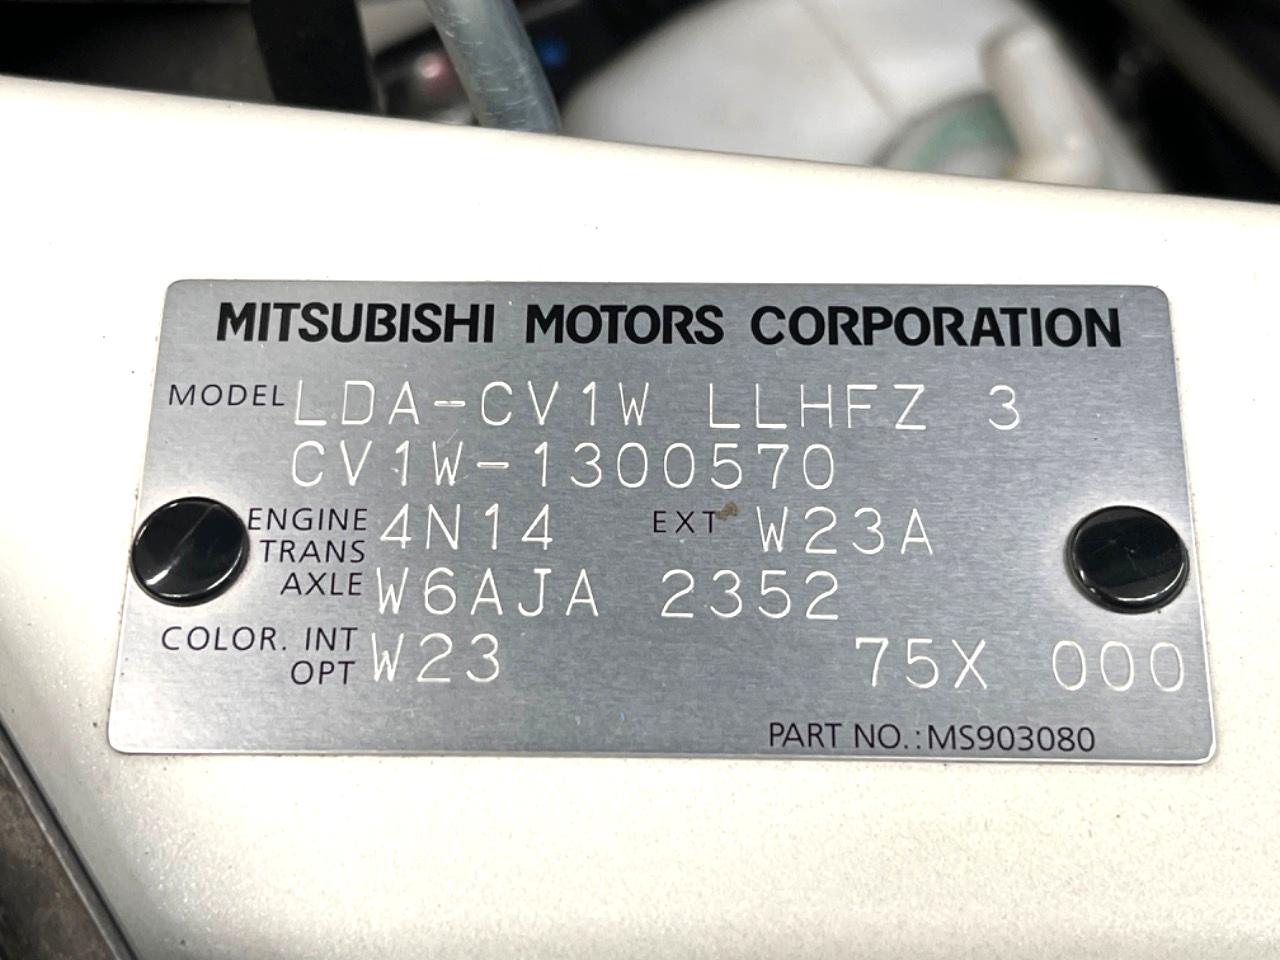 MITSUBISHI MOTORS CORPORATION
MODEL LDA-CV1W LLHFZ 3
CV1W-1300570
ENGINE 4N14 EXT W23A
TRANS
AXLE W6AJA 2352
COLOR. INT W23 75X 000
OPT
PART NO.: MS903080